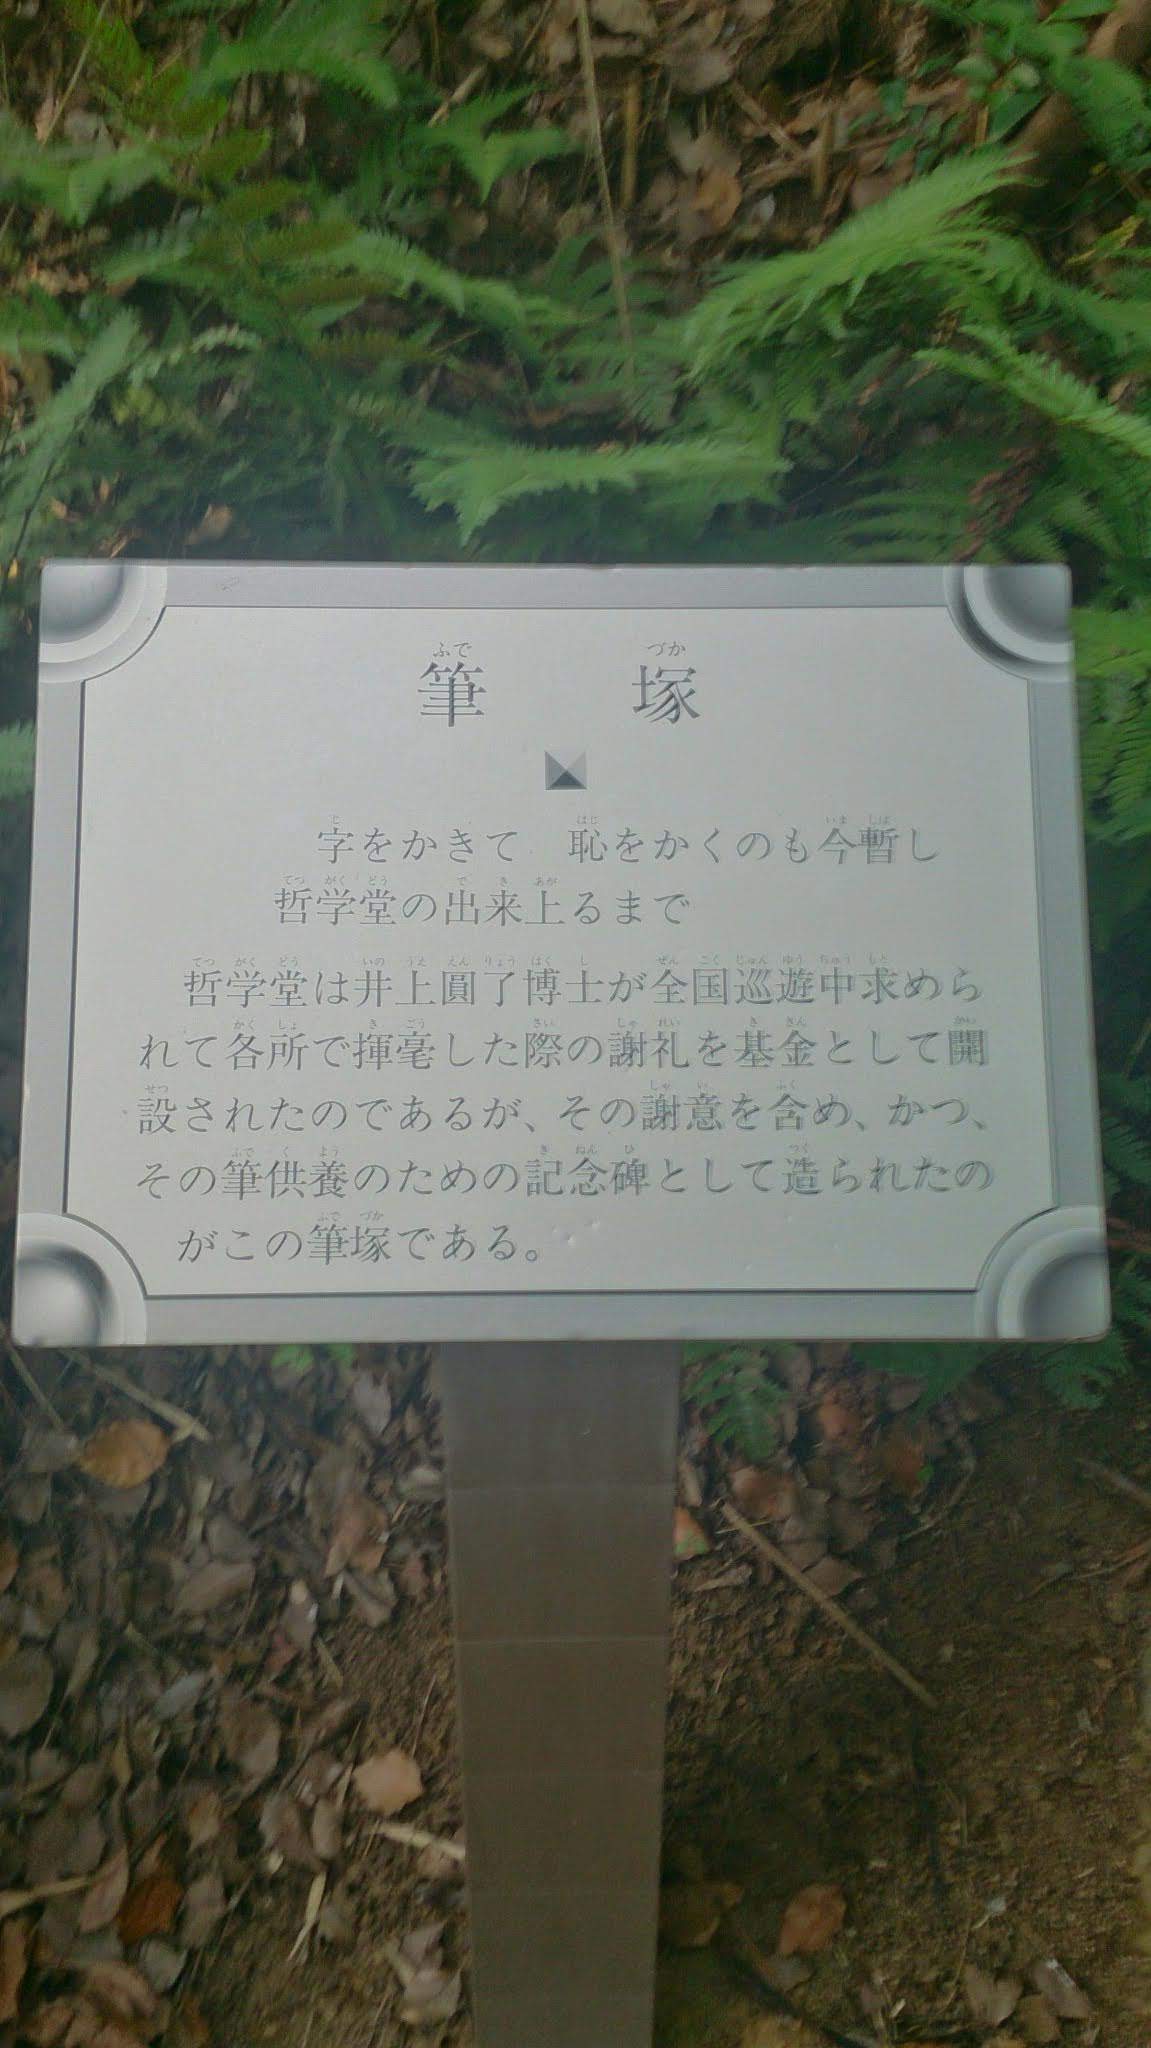 筆塚
字をかきて　恥をかくのも今暫し
哲学堂の出来上るまで
哲学堂は井上圓了博士が全国巡遊中求めら
れて各所で揮毫した際の謝礼を基金として開
設されたのであるが、その謝意を含め、かつ、
その筆供養のための記念碑として造られたの
がこの筆塚である。